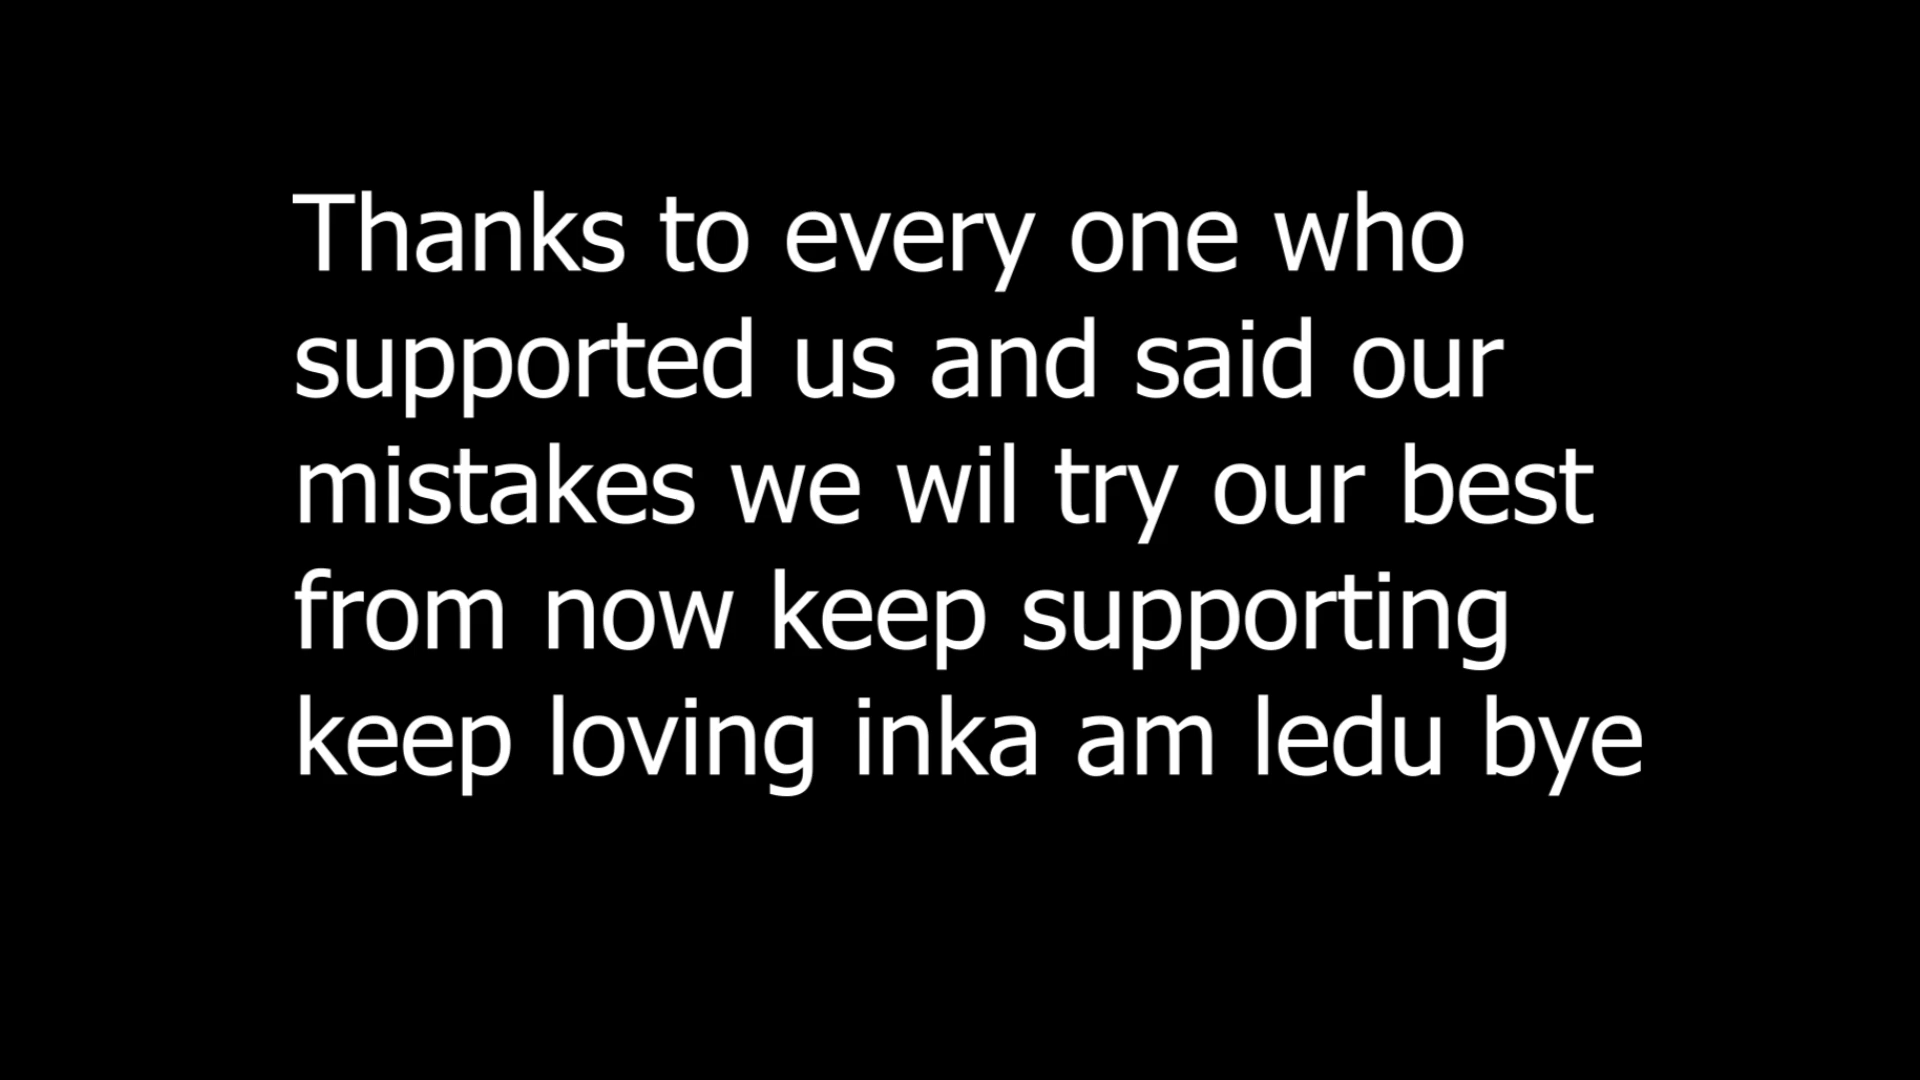 Thanks to every one who
supported us and said our
mistakes we wil try our best
from now keep supporting
keep loving inka am ledu bye